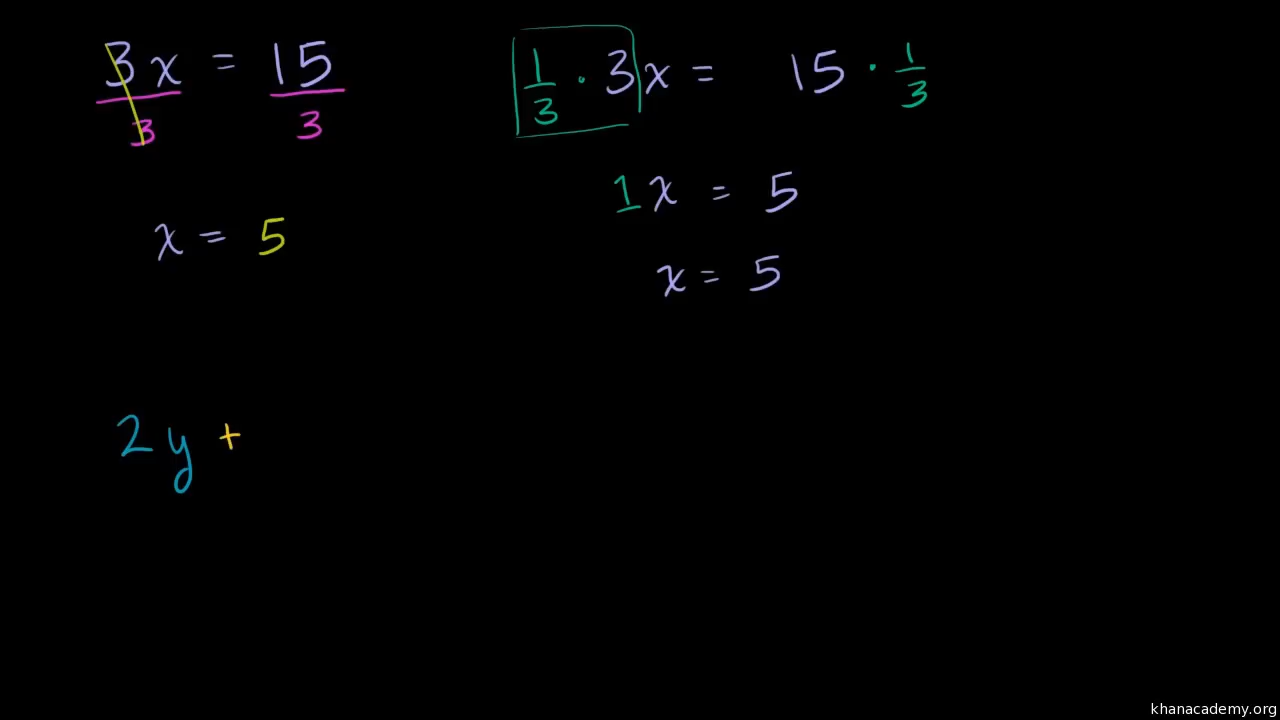 3x = 15
3 3
x = 5
1/3 · 3x = 15 · 1/3
1x = 5
x = 5
2y +
khanacademy.org